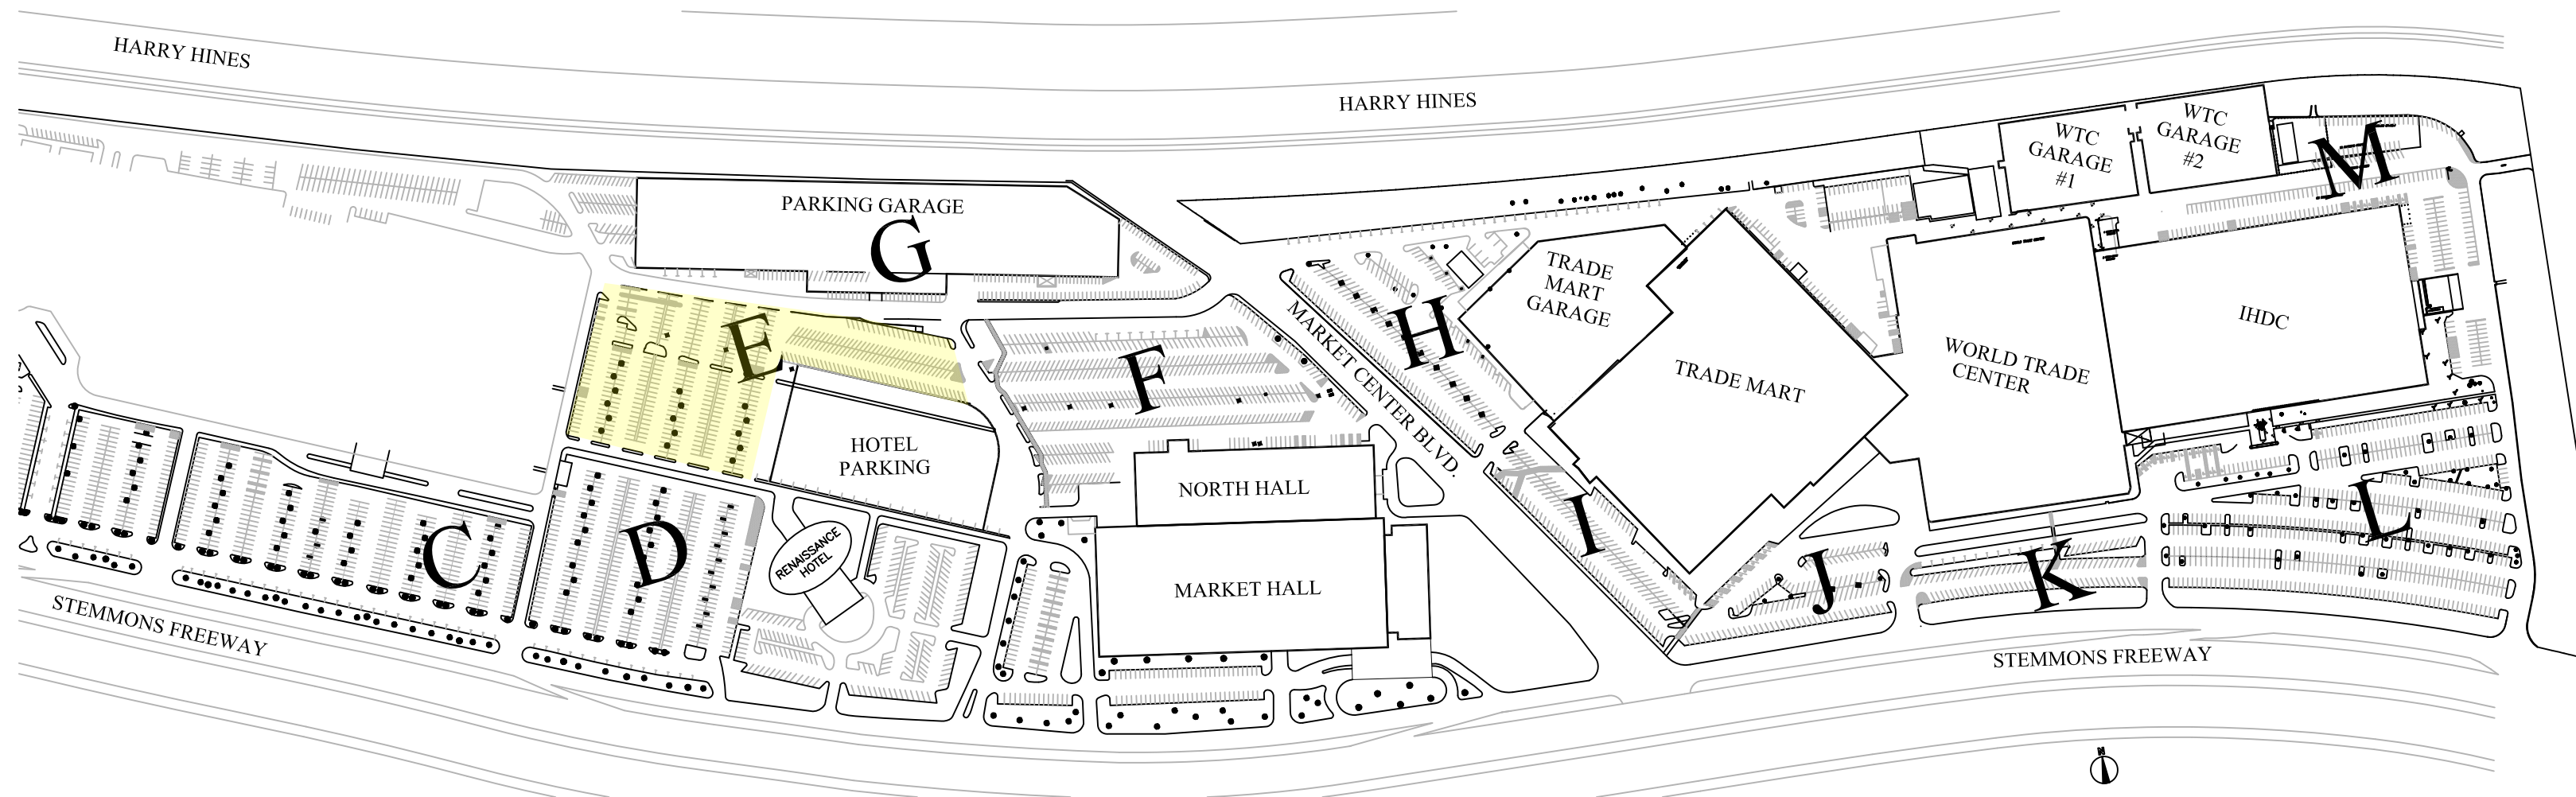 HARRY HINES
HARRY HINES
WTC
GARAGE
#1
WTC
GARAGE
#2
M
PARKING GARAGE
G
TRADE
MART
GARAGE
H
MARKET CENTER BLVD.
E
F
TRADE MART
WORLD TRADE
CENTER
IHDC
HOTEL
PARKING
NORTH HALL
C
D
RENAISSANCE
HOTEL
MARKET HALL
I
J
K
L
STEMMONS FREEWAY
STEMMONS FREEWAY
N